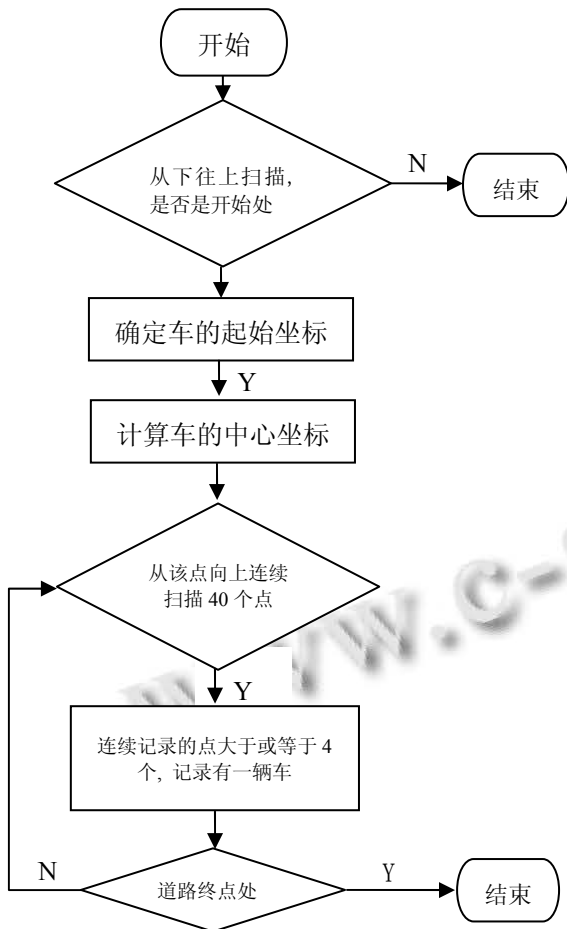 开始
从下往上扫描,
是否是开始处
N
结束
确定车的起始坐标
Y
计算车的中心坐标
从该点向上连续
扫描 40 个点
Y
连续记录的点大于或等于 4
个, 记录有一辆车
道路终点处
N
Y
结束